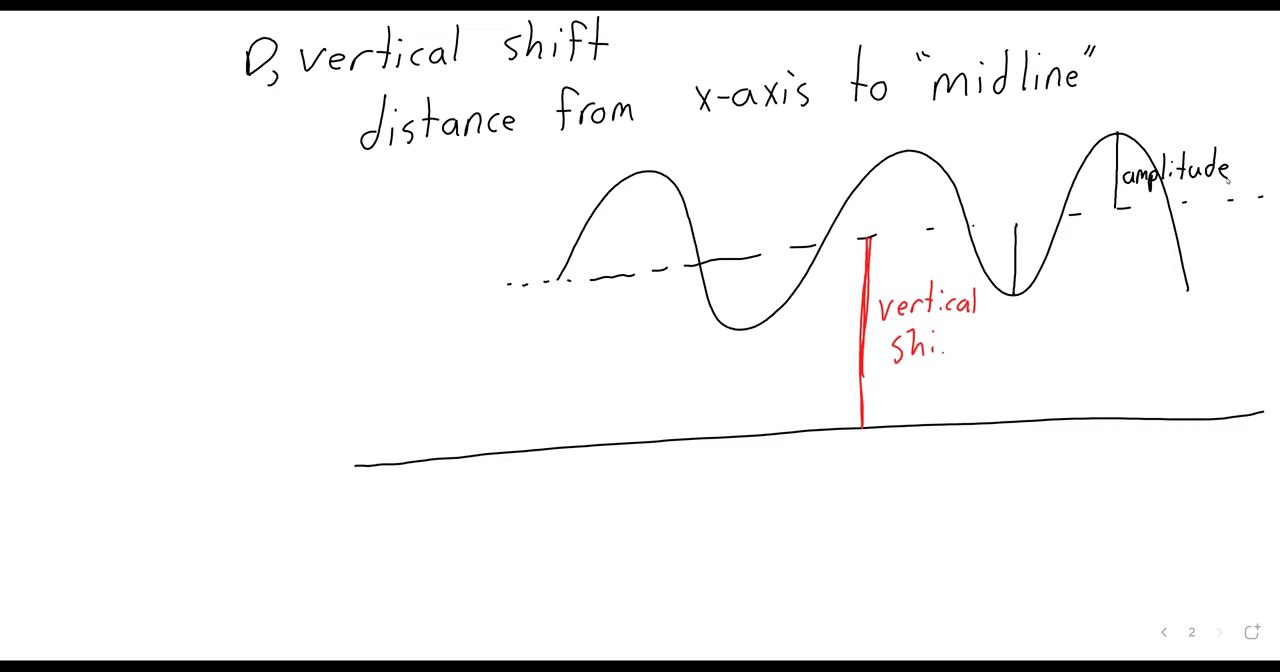 D, vertical shift
distance from x-axis to "midline"
amplitude
vertical
shi.
2